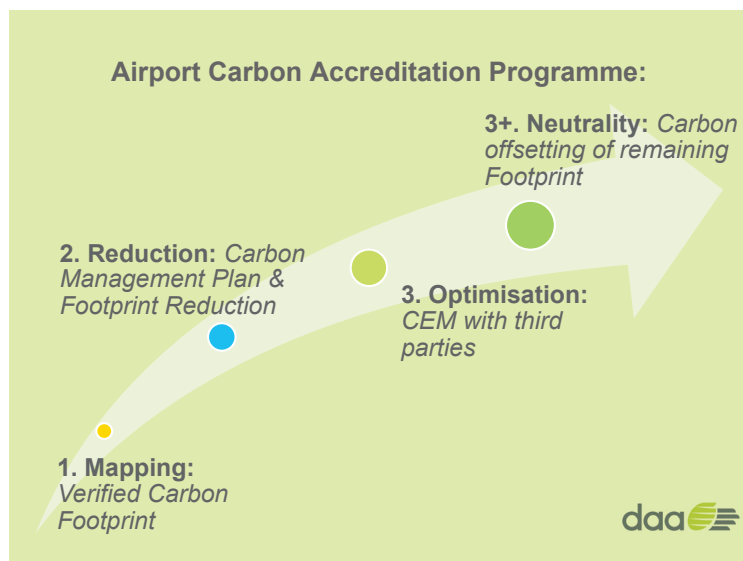 Airport Carbon Accreditation Programme:
3+. Neutrality: Carbon
offsetting of remaining
Footprint
2. Reduction: Carbon
Management Plan &
Footprint Reduction
3. Optimisation:
CEM with third
parties
1. Mapping:
Verified Carbon
Footprint
daa